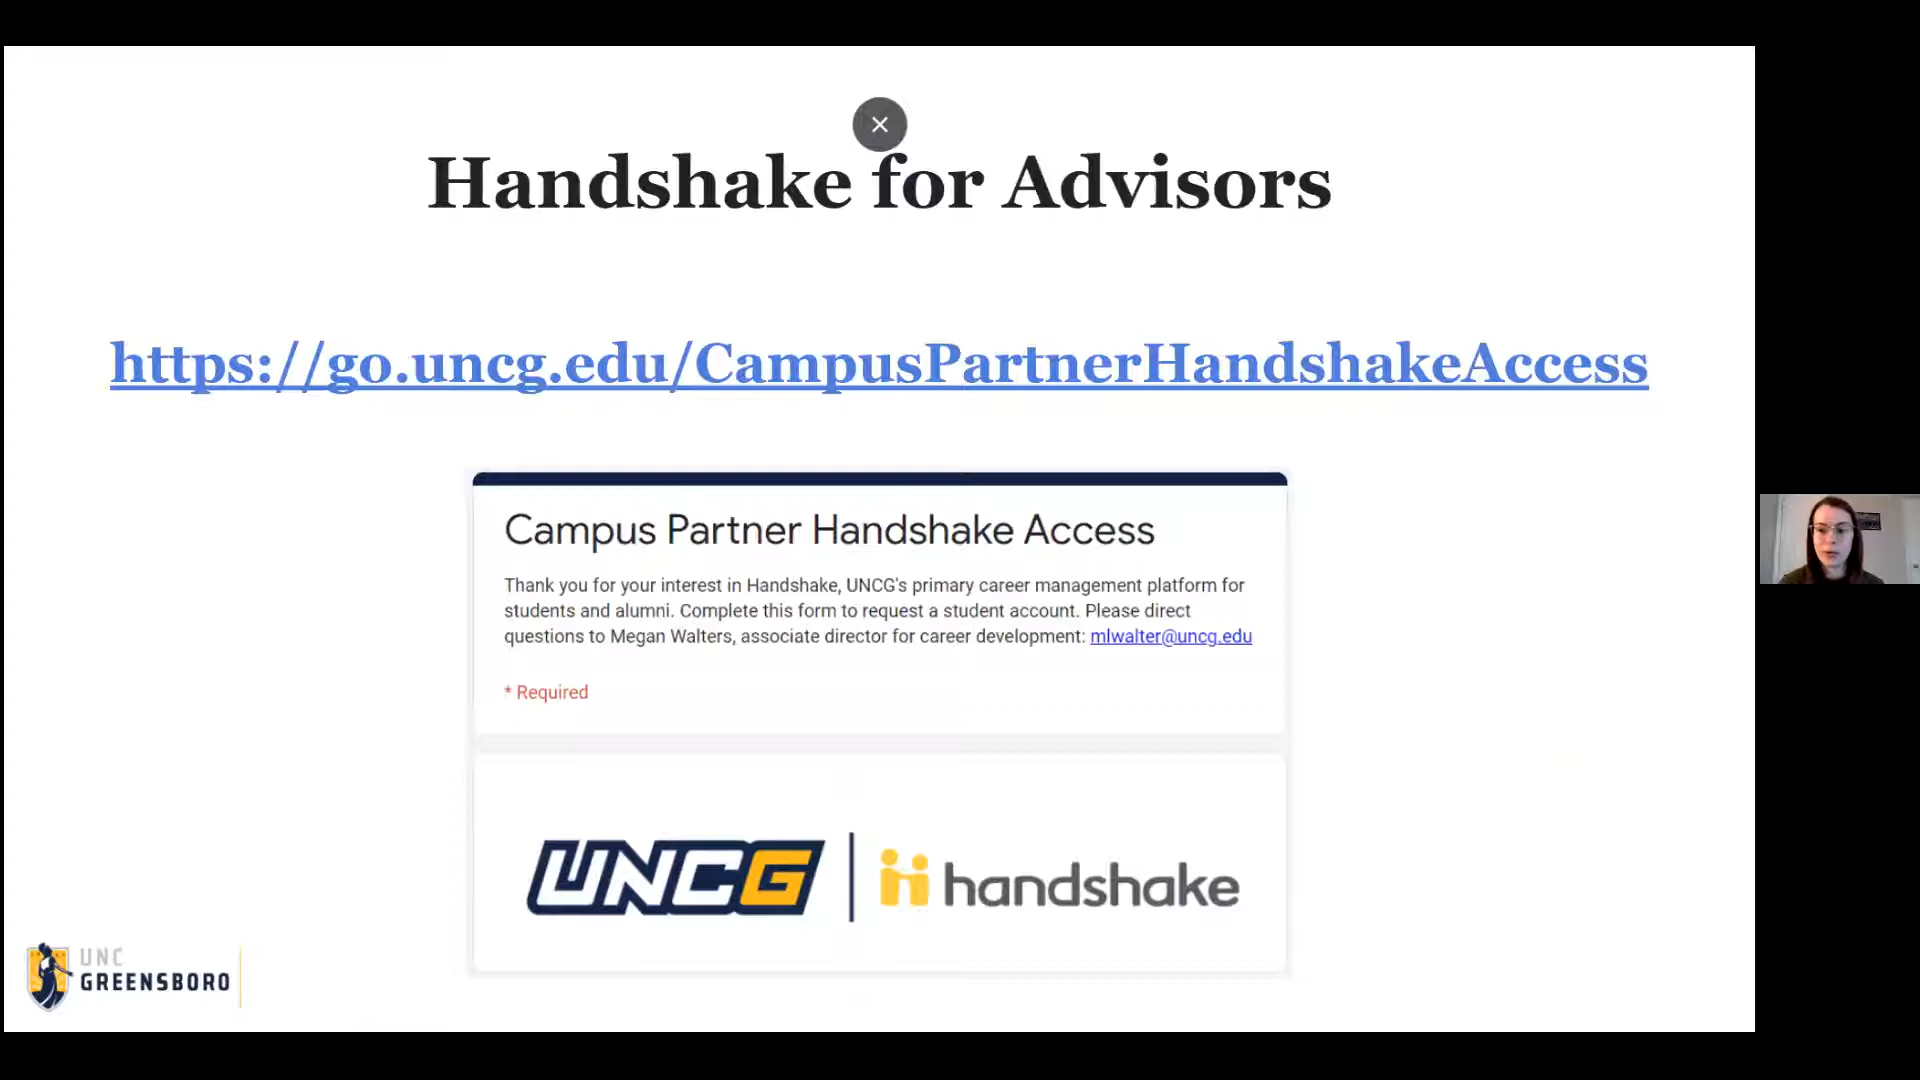 Handshake for Advisors
https://go.uncg.edu/CampusPartnerHandshakeAccess
Campus Partner Handshake Access
Thank you for your interest in Handshake, UNCG's primary career management platform for
students and alumni. Complete this form to request a student account. Please direct
questions to Megan Walters, associate director for career development: mlwalter@uncg.edu
* Required
UNCG
handshake
UNC
GREENSBORO